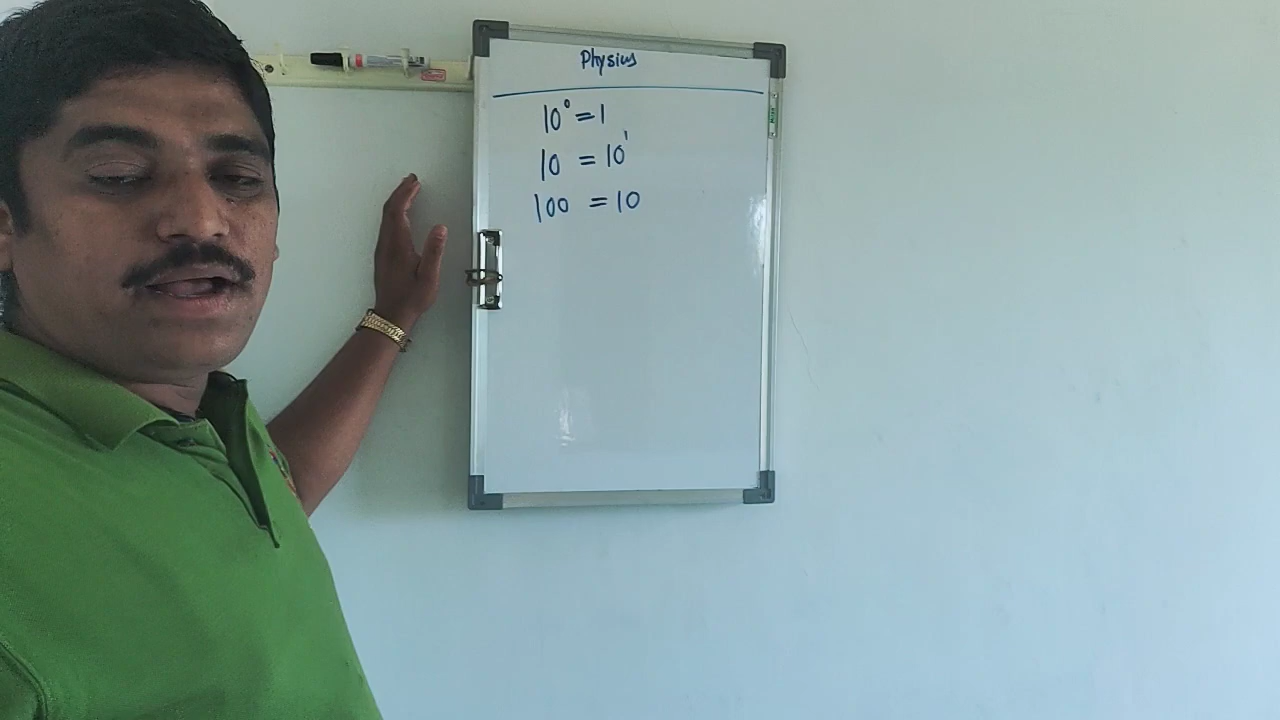 Physics
10⁰ = 1
10 = 10¹
100 = 10